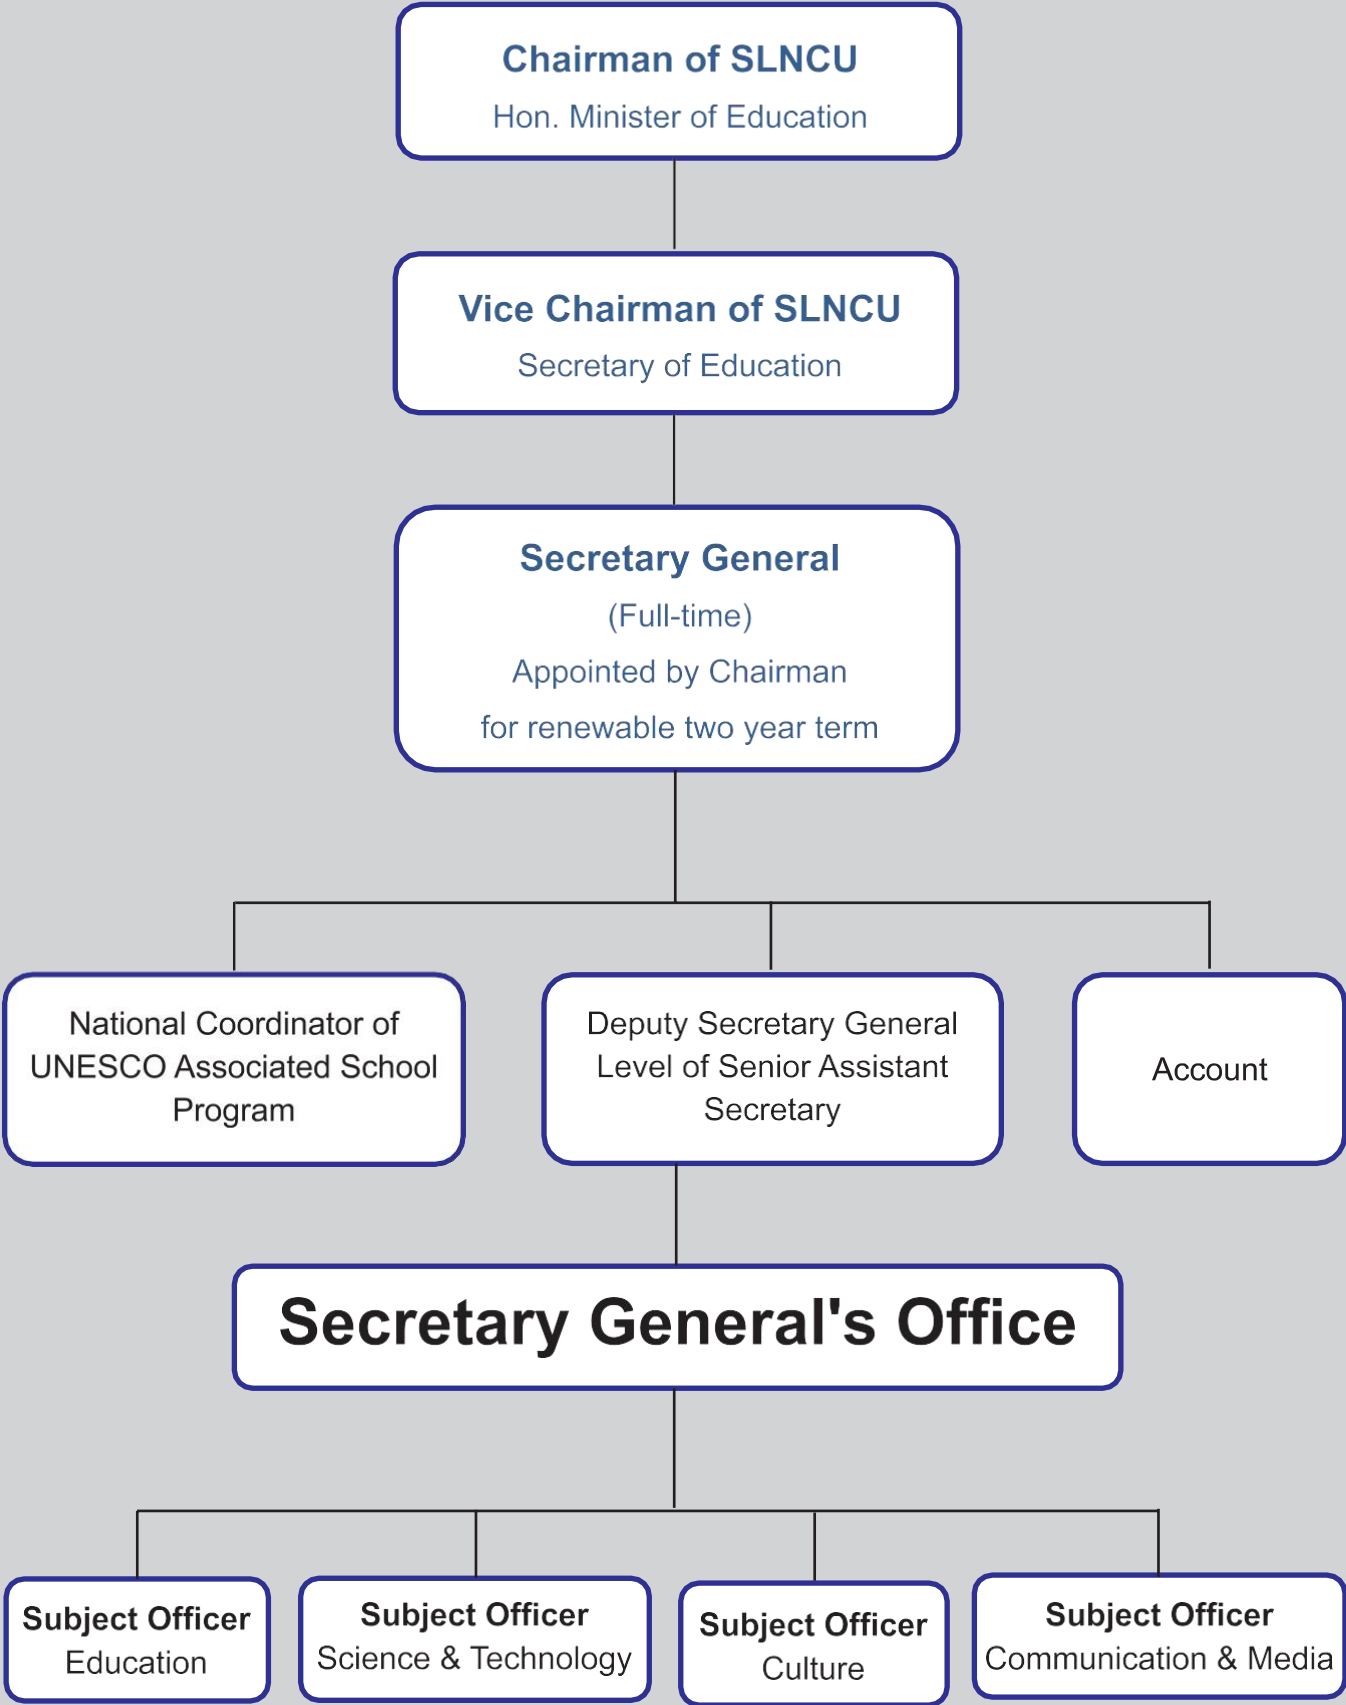 Chairman of SLNCU
Hon. Minister of Education
Vice Chairman of SLNCU
Secretary of Education
Secretary General
(Full-time)
Appointed by Chairman
for renewable two year term
National Coordinator of
UNESCO Associated School
Program
Deputy Secretary General
Level of Senior Assistant
Secretary
Account
Secretary General's Office
Subject Officer
Education
Subject Officer
Science & Technology
Subject Officer
Culture
Subject Officer
Communication & Media